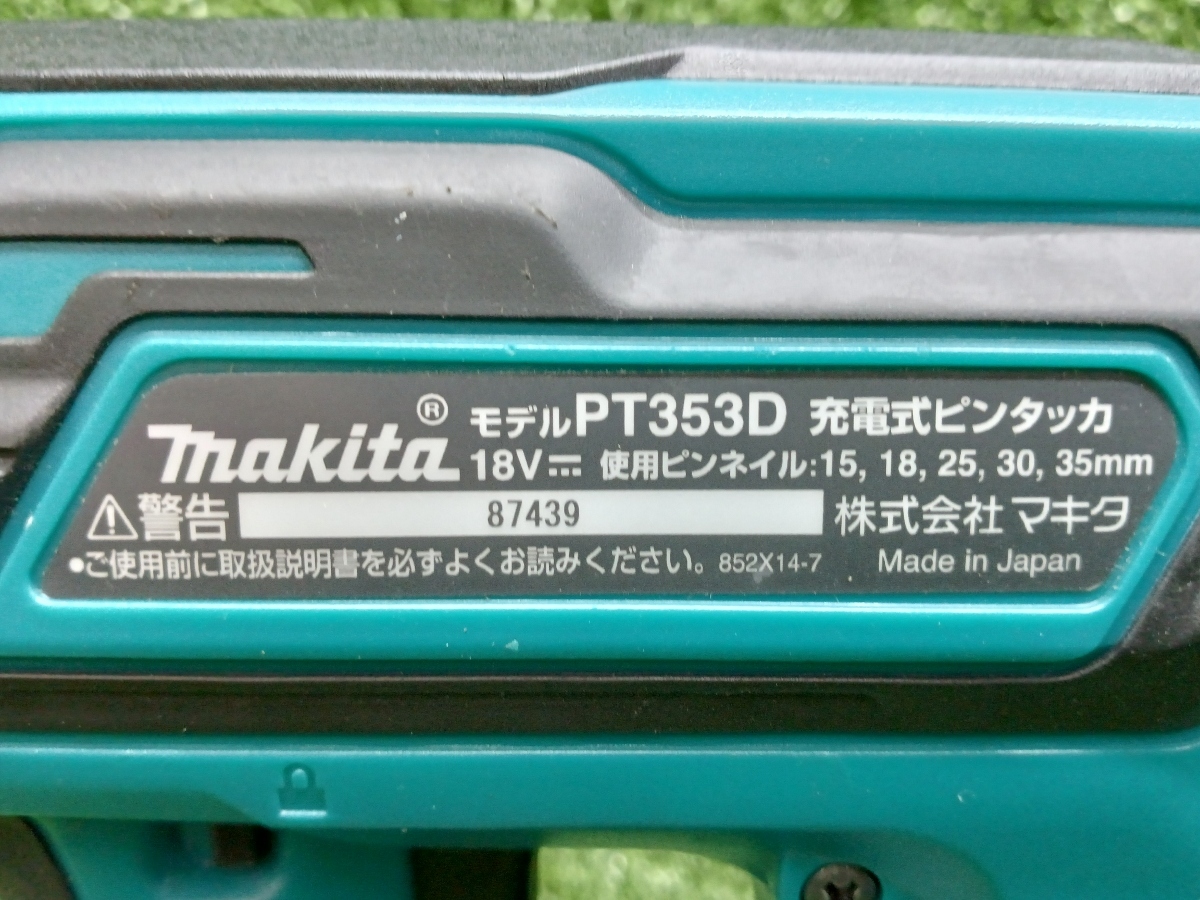 makita® モデルPT353D 充電式ピンタッカ
18V⎓ 使用ピンネイル:15, 18, 25, 30, 35mm
⚠警告 87439 株式会社 マキタ
•ご使用前に取扱説明書を必ずよくお読みください。 852X14-7 Made in Japan